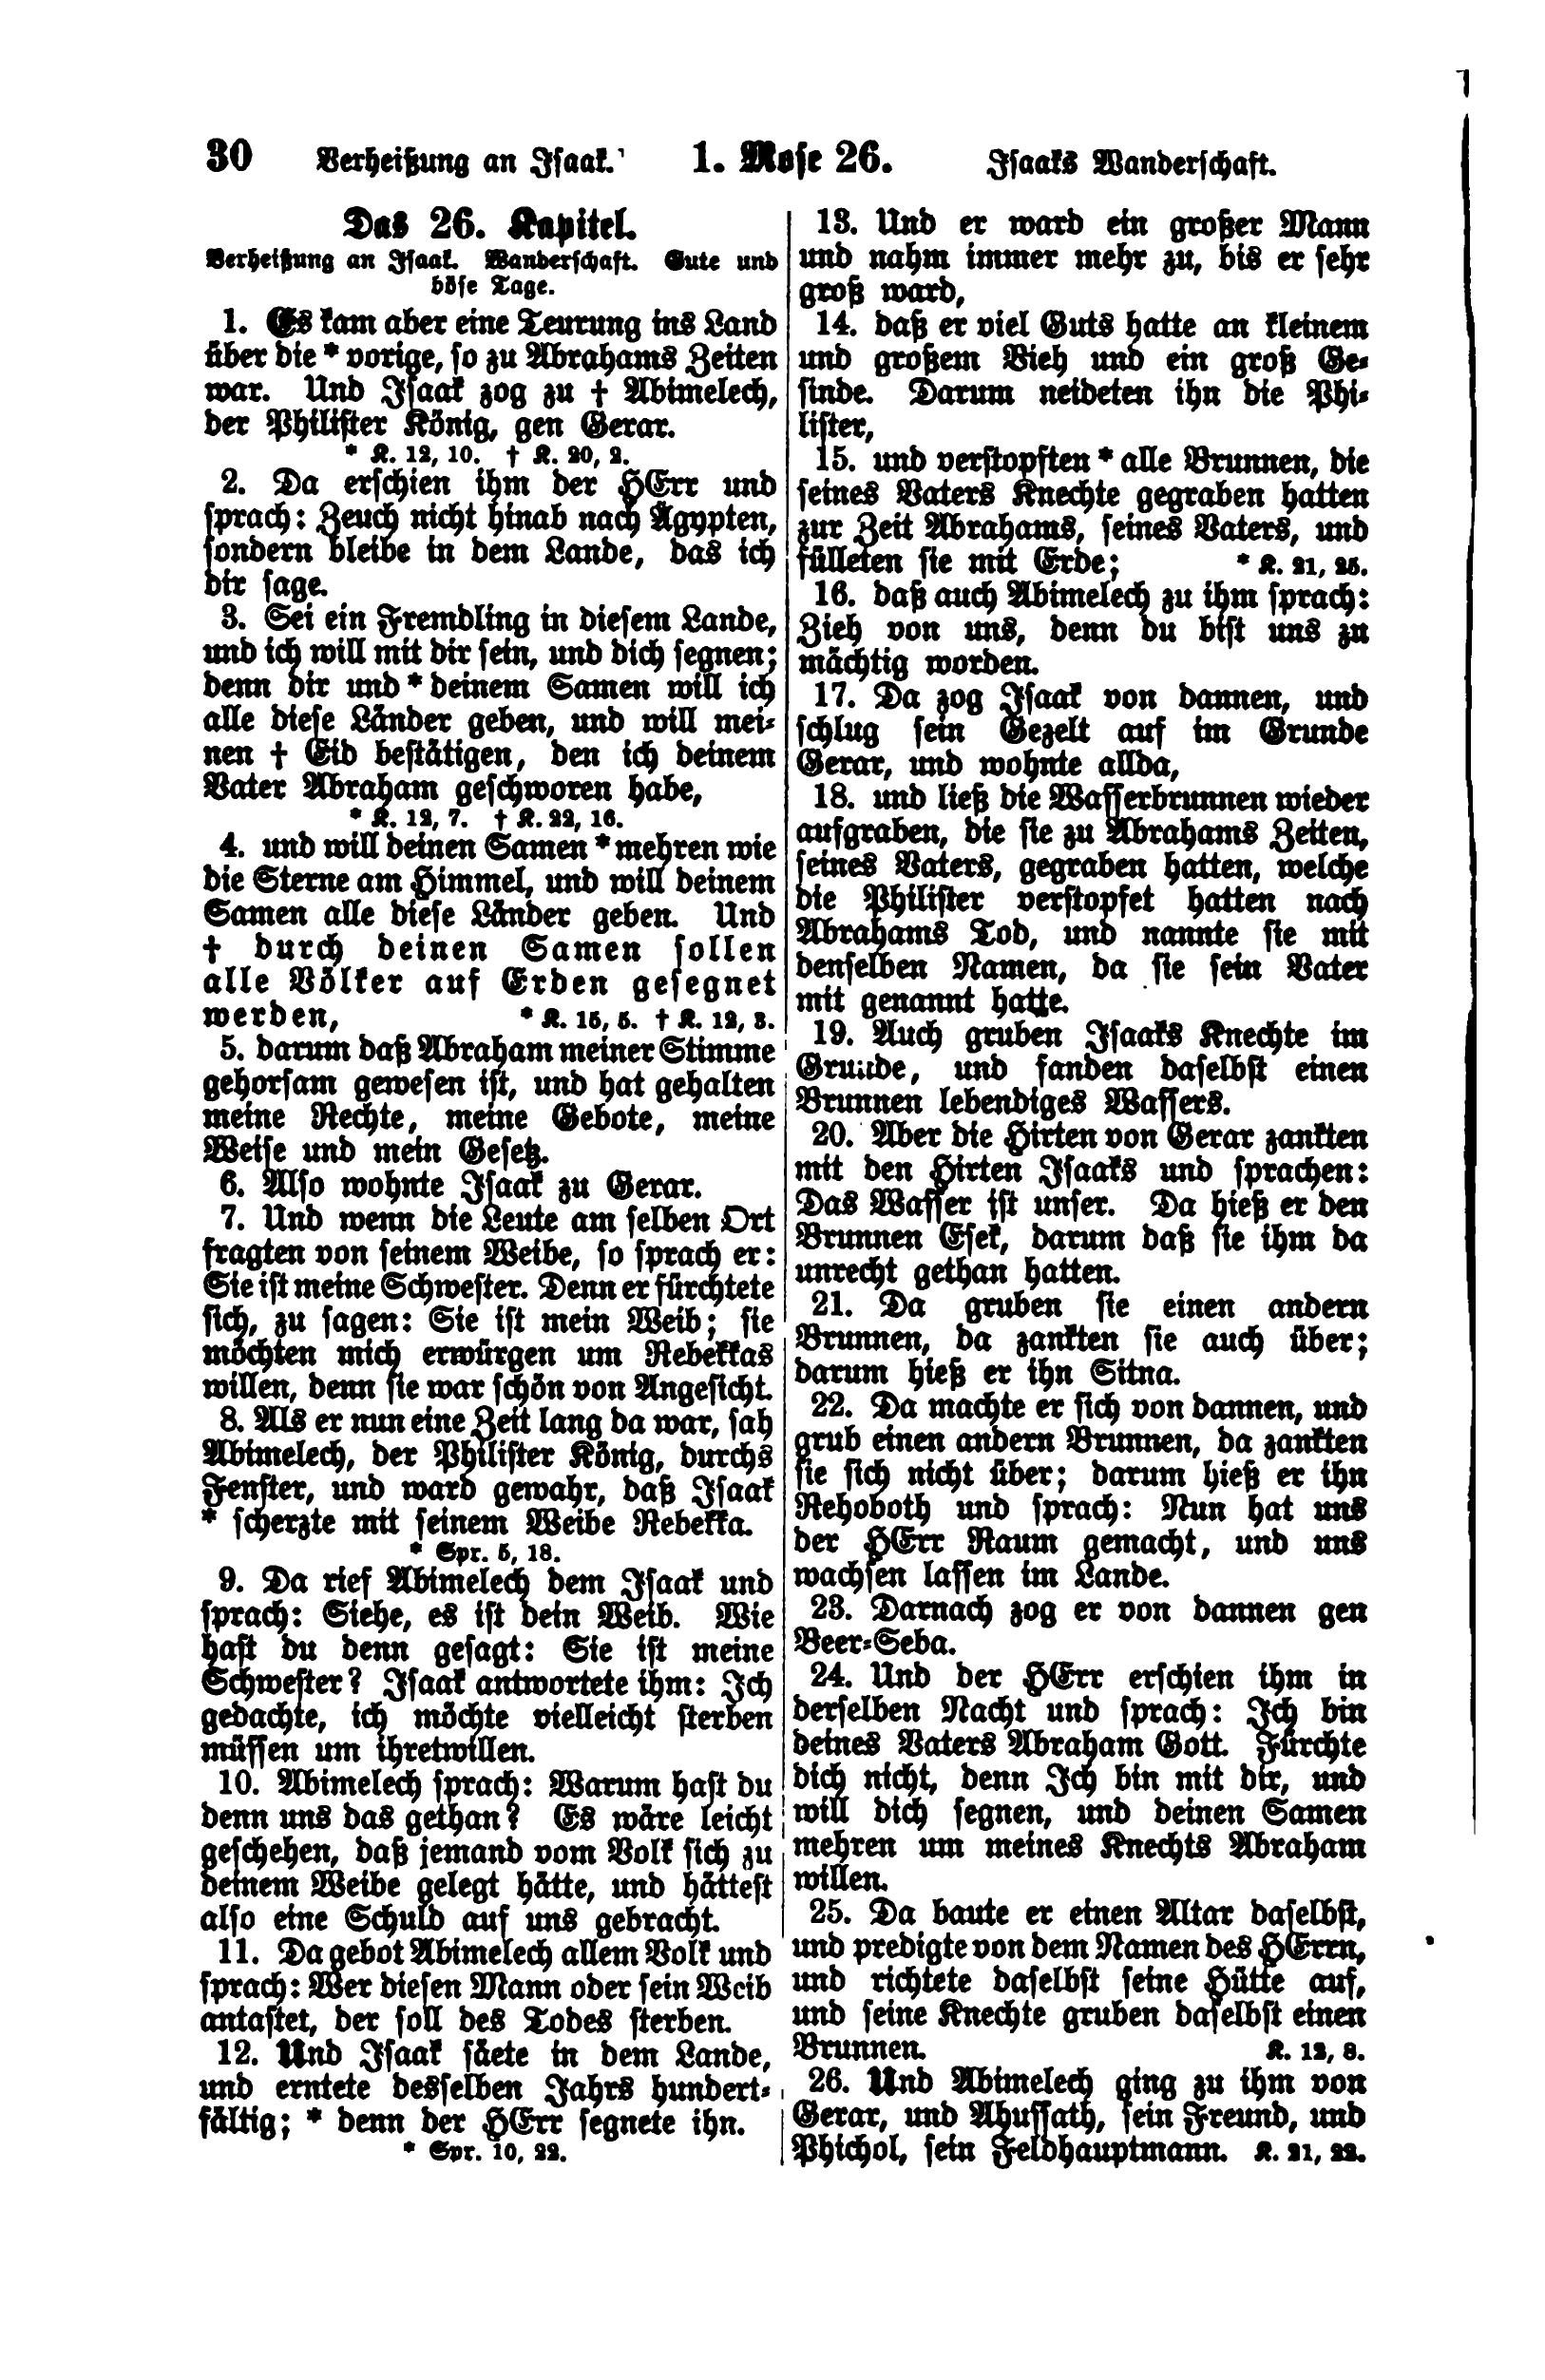 30 Verheißung an Isaak. 1. Mose 26. Isaaks Wanderschaft.
Das 26. Kapitel.
Verheißung an Isaak. Wanderschaft. Gute und
böse Tage.
1. Es kam aber eine Teurung ins Land
über die * vorige, so zu Abrahams Zeiten
war. Und Isaak zog zu † Abimelech,
der Philister König, gen Gerar.
* K. 12, 10. † K. 20, 2.
2. Da erschien ihm der HErr und
sprach: Zeuch nicht hinab nach Ägypten,
sondern bleibe in dem Lande, das ich
dir sage.
3. Sei ein Fremdling in diesem Lande,
und ich will mit dir sein, und dich segnen;
denn dir und * deinem Samen will ich
alle diese Länder geben, und will mei-
nen † Eid bestätigen, den ich deinem
Vater Abraham geschworen habe,
* K. 12, 7. † K. 22, 16.
4. und will deinen Samen * mehren wie
die Sterne am Himmel, und will deinem
Samen alle diese Länder geben. Und
† durch deinen Samen sollen
alle Völker auf Erden gesegnet
werden, * K. 15, 5. † K. 12, 3.
5. darum daß Abraham meiner Stimme
gehorsam gewesen ist, und hat gehalten
meine Rechte, meine Gebote, meine
Weise und mein Gesetz.
6. Also wohnte Isaak zu Gerar.
7. Und wenn die Leute am selben Ort
fragten von seinem Weibe, so sprach er:
Sie ist meine Schwester. Denn er fürchtete
sich, zu sagen: Sie ist mein Weib; sie
möchten mich erwürgen um Rebekkas
willen, denn sie war schön von Angesicht.
8. Als er nun eine Zeit lang da war, sah
Abimelech, der Philister König, durchs
Fenster, und ward gewahr, daß Isaak
* scherzte mit seinem Weibe Rebekka.
* Spr. 5, 18.
9. Da rief Abimelech dem Isaak und
sprach: Siehe, es ist dein Weib. Wie
hast du denn gesagt: Sie ist meine
Schwester? Isaak antwortete ihm: Ich
gedachte, ich möchte vielleicht sterben
müssen um ihretwillen.
10. Abimelech sprach: Warum hast du
denn uns das gethan? Es wäre leicht
geschehen, daß jemand vom Volk sich zu
deinem Weibe gelegt hätte, und hättest
also eine Schuld auf uns gebracht.
11. Da gebot Abimelech allem Volk und
sprach: Wer diesen Mann oder sein Weib
antastet, der soll des Todes sterben.
12. Und Isaak säete in dem Lande,
und erntete desselben Jahrs hundert-
fältig; * denn der HErr segnete ihn.
* Spr. 10, 22.
13. Und er ward ein großer Mann
und nahm immer mehr zu, bis er sehr
groß ward,
14. daß er viel Guts hatte an kleinem
und großem Vieh und ein groß Ge-
sinde. Darum neideten ihn die Phi-
lister,
15. und verstopften * alle Brunnen, die
seines Vaters Knechte gegraben hatten
zur Zeit Abrahams, seines Vaters, und
fülleten sie mit Erde; * K. 21, 25.
16. daß auch Abimelech zu ihm sprach:
Zieh von uns, denn du bist uns zu
mächtig worden.
17. Da zog Isaak von dannen, und
schlug sein Gezelt auf im Grunde
Gerar, und wohnte allda,
18. und ließ die Wasserbrunnen wieder
aufgraben, die sie zu Abrahams Zeiten,
seines Vaters, gegraben hatten, welche
die Philister verstopfet hatten nach
Abrahams Tod, und nannte sie mit
denselben Namen, da sie sein Vater
mit genannt hatte.
19. Auch gruben Isaaks Knechte im
Grunde, und fanden daselbst einen
Brunnen lebendiges Wassers.
20. Aber die Hirten von Gerar zankten
mit den Hirten Isaaks und sprachen:
Das Wasser ist unser. Da hieß er den
Brunnen Esek, darum daß sie ihm da
unrecht gethan hatten.
21. Da gruben sie einen andern
Brunnen, da zankten sie auch über;
darum hieß er ihn Sitna.
22. Da machte er sich von dannen, und
grub einen andern Brunnen, da zankten
sie sich nicht über; darum hieß er ihn
Rehoboth und sprach: Nun hat uns
der HErr Raum gemacht, und uns
wachsen lassen im Lande.
23. Darnach zog er von dannen gen
Beer-Seba.
24. Und der HErr erschien ihm in
derselben Nacht und sprach: Ich bin
deines Vaters Abraham Gott. Fürchte
dich nicht, denn Ich bin mit dir, und
will dich segnen, und deinen Samen
mehren um meines Knechts Abraham
willen.
25. Da baute er einen Altar daselbst,
und predigte von dem Namen des HErrn,
und richtete daselbst seine Hütte auf,
und seine Knechte gruben daselbst einen
Brunnen. K. 12, 8.
26. Und Abimelech ging zu ihm von
Gerar, und Ahussath, sein Freund, und
Phichol, sein Feldhauptmann. K. 21, 22.